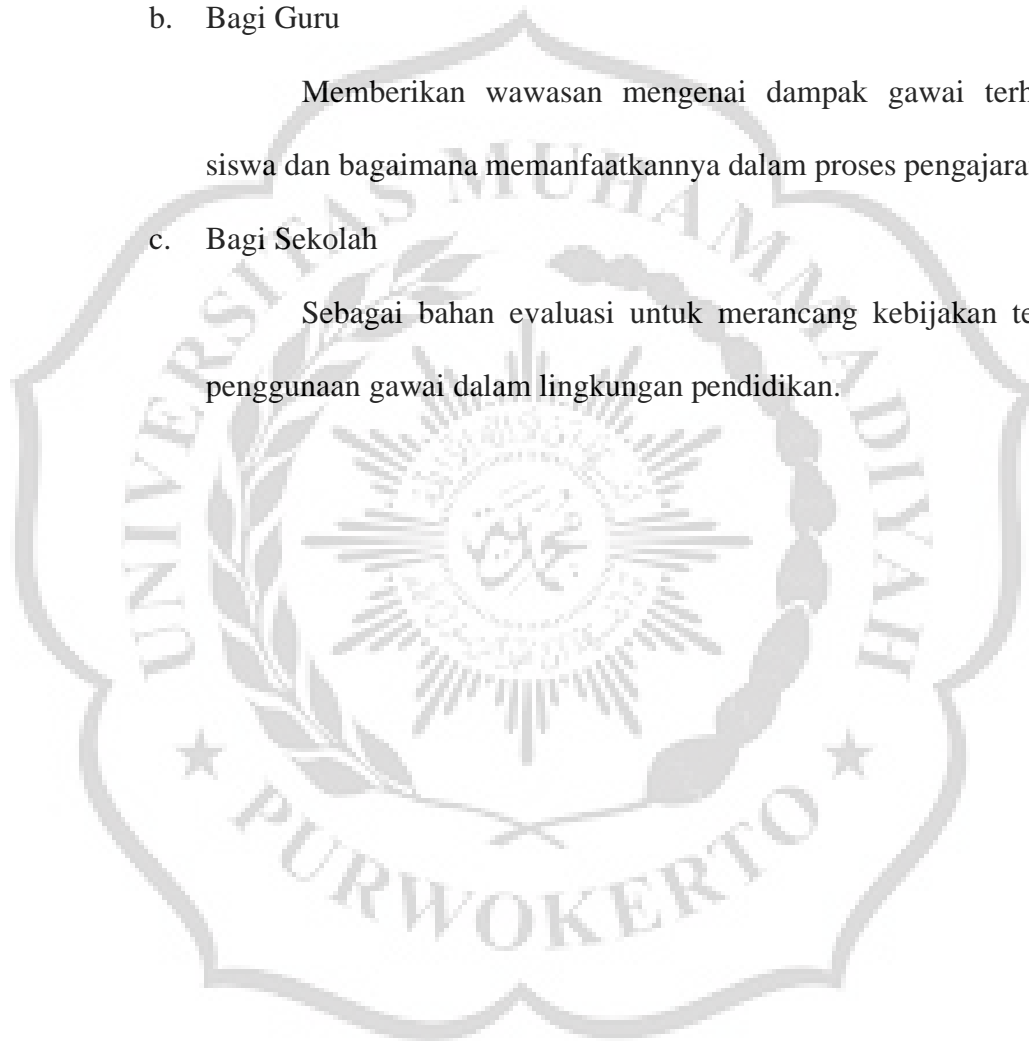 b. Bagi Guru
Memberikan wawasan mengenai dampak gawai
siswa dan bagaimana memanfaatkannya dalam proses pengajaran
c. Bagi Sekolah
Sebagai bahan evaluasi untuk merancang kebijakan
penggunaan gawai dalam lingkungan pendidikan.
UNIVERSITAS MUHAMMADIYAH
PURWOKERTO